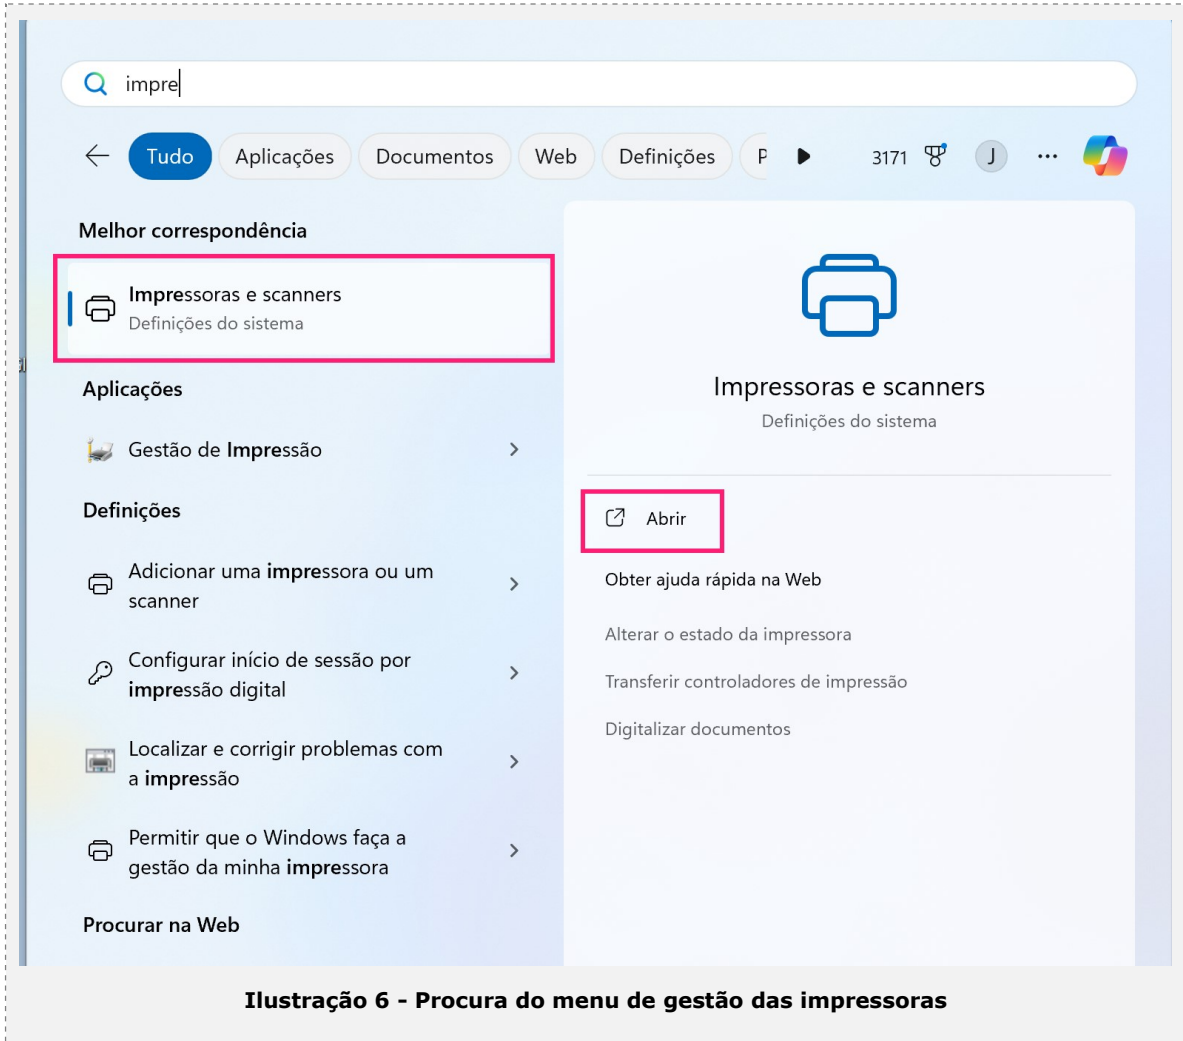 impre
Tudo
Aplicações
Documentos
Web
Definições
3171
J
Melhor correspondência
Impressoras e scanners
Definições do sistema
Aplicações
Gestão de Impressão
Definições
Adicionar uma impressora ou um
scanner
Configurar início de sessão por
impressão digital
Localizar e corrigir problemas com
a impressão
Permitir que o Windows faça a
gestão da minha impressora
Procurar na Web
Impressoras e scanners
Definições do sistema
Abrir
Obter ajuda rápida na Web
Alterar o estado da impressora
Transferir controladores de impressão
Digitalizar documentos
Ilustração 6 - Procura do menu de gestão das impressoras